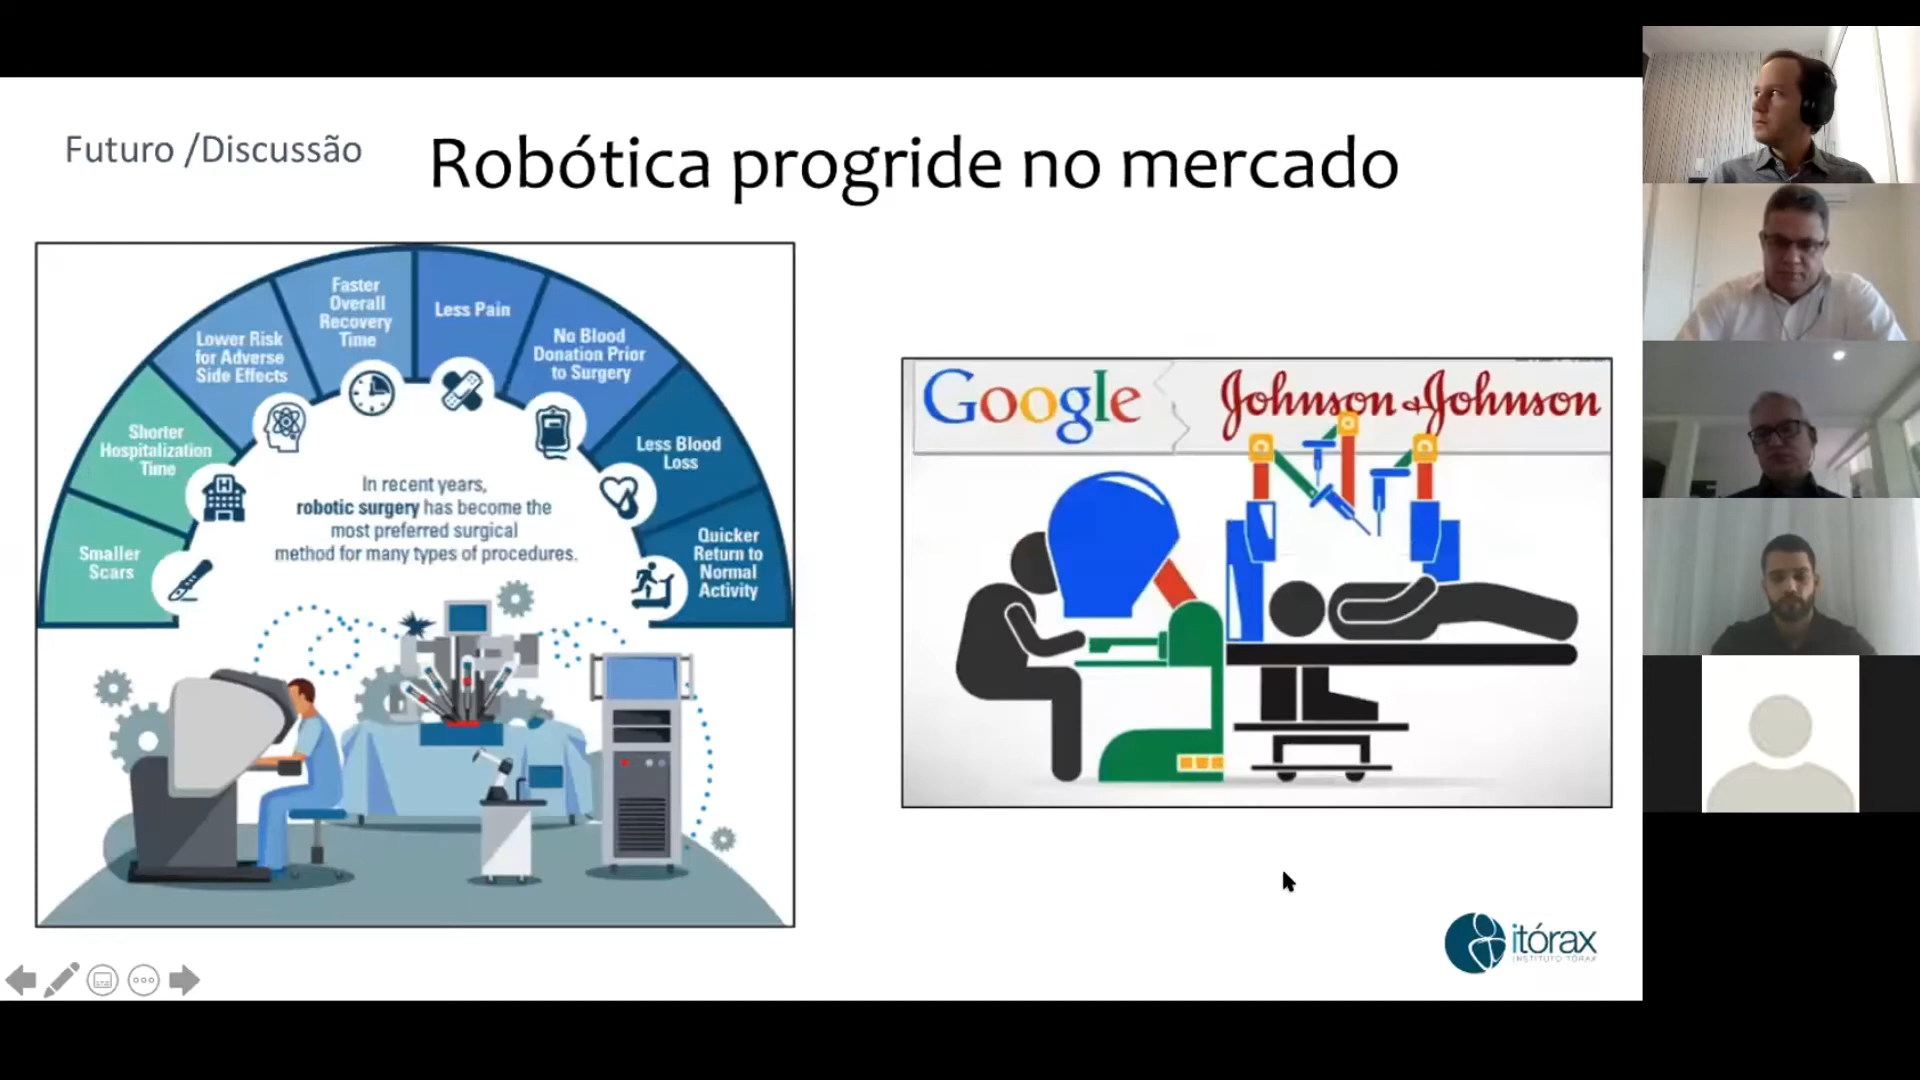 Futuro /Discussão
Robótica progride no mercado
Smaller
Scars
Shorter
Hospitalization
Time
Lower Risk
for Adverse
Side Effects
Faster
Overall
Recovery
Time
Less Pain
No Blood
Donation Prior
to Surgery
Less Blood
Loss
Quicker
Return to
Normal
Activity
H
In recent years,
robotic surgery has become the
most preferred surgical
method for many types of procedures.
Google
Johnson & Johnson
itórax
INSTITUTO TÓRAX